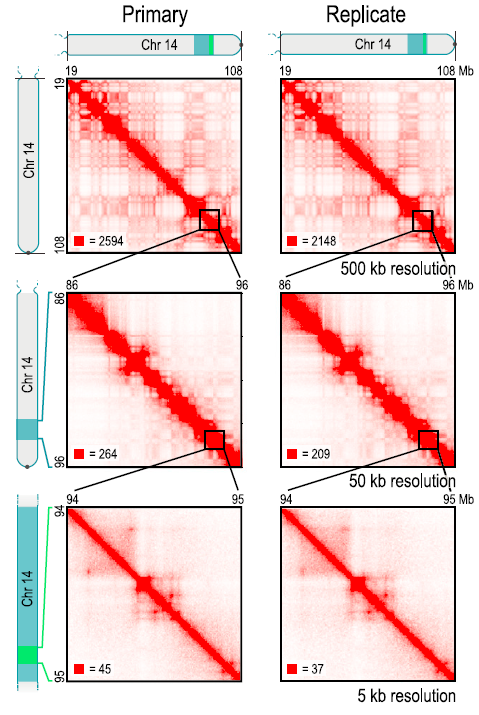 Primary Replicate
Chr 14 Chr 14
19 108 19 108 Mb
Chr 14
19
108
= 2594 = 2148
500 kb resolution
86 96 86 96 Mb
Chr 14
86
96
= 264 = 209
50 kb resolution
94 95 94 95 Mb
Chr 14
94
95
= 45 = 37
5 kb resolution